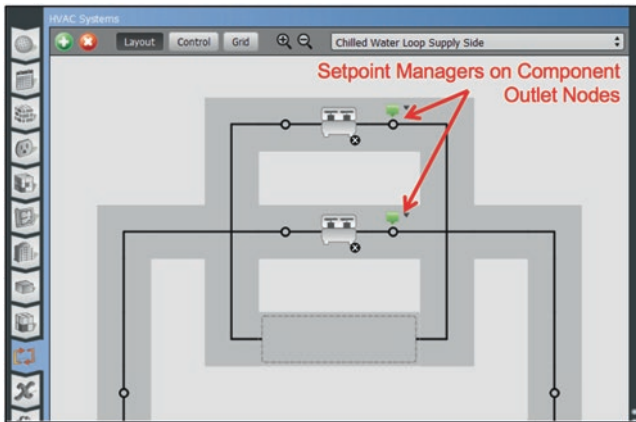 HVAC Systems
Layout Control Grid Chilled Water Loop Supply Side
Setpoint Managers on Component
Outlet Nodes